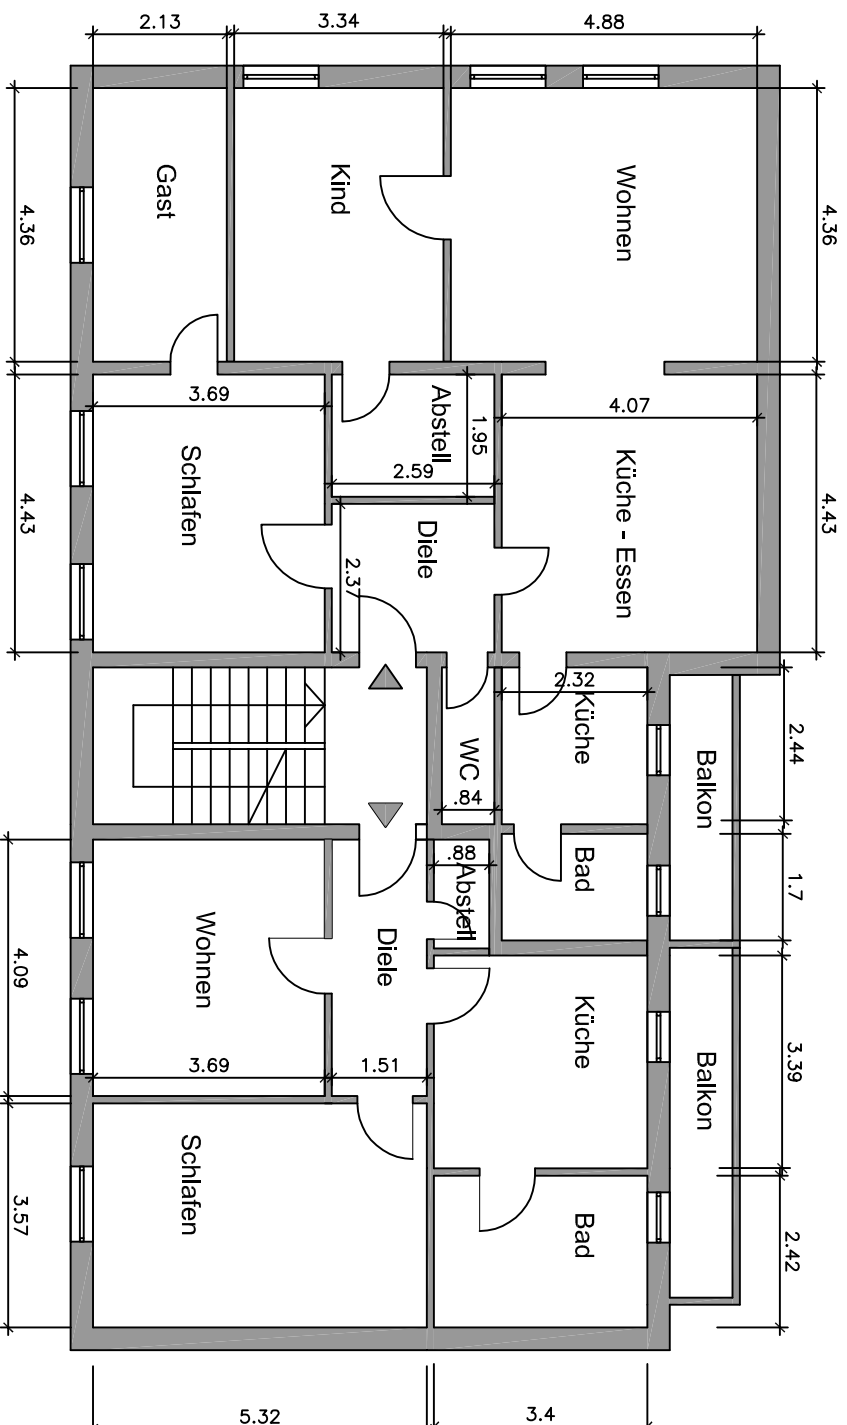 2.13
3.34
4.88
4.36
Gast
Kind
Wohnen
4.36
3.69
Abstell
1.95
4.07
2.59
4.43
Schlafen
Diele
2.37
Küche - Essen
4.43
2.32
Küche
2.44
WC
.84
Balkon
.88
Abstell
Bad
1.7
4.09
Wohnen
Diele
Küche
3.39
3.69
1.51
Balkon
Schlafen
3.57
Bad
2.42
5.32
3.4